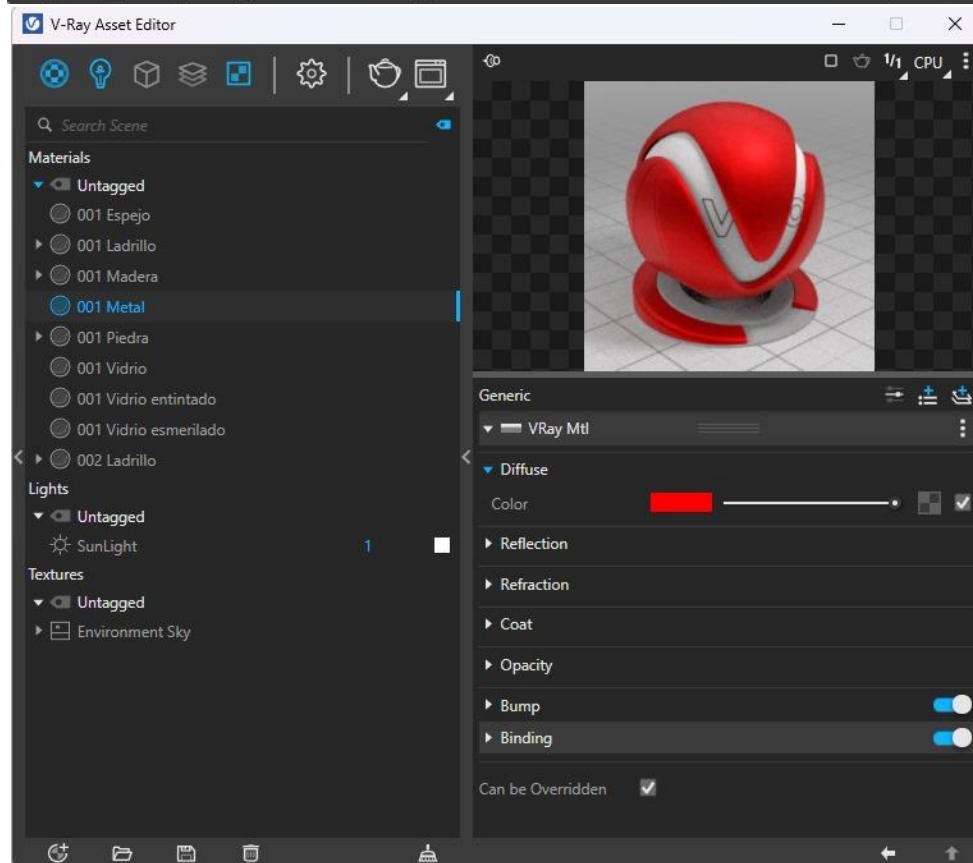 V-Ray Asset Editor
1/1 CPU
Search Scene
Materials
Untagged
001 Espejo
001 Ladrillo
001 Madera
001 Metal
001 Piedra
001 Vidrio
001 Vidrio entintado
001 Vidrio esmerilado
002 Ladrillo
Lights
Untagged
SunLight 1
Textures
Untagged
Environment Sky
Generic
VRay Mtl
Diffuse
Color
Reflection
Refraction
Coat
Opacity
Bump
Binding
Can be Overridden